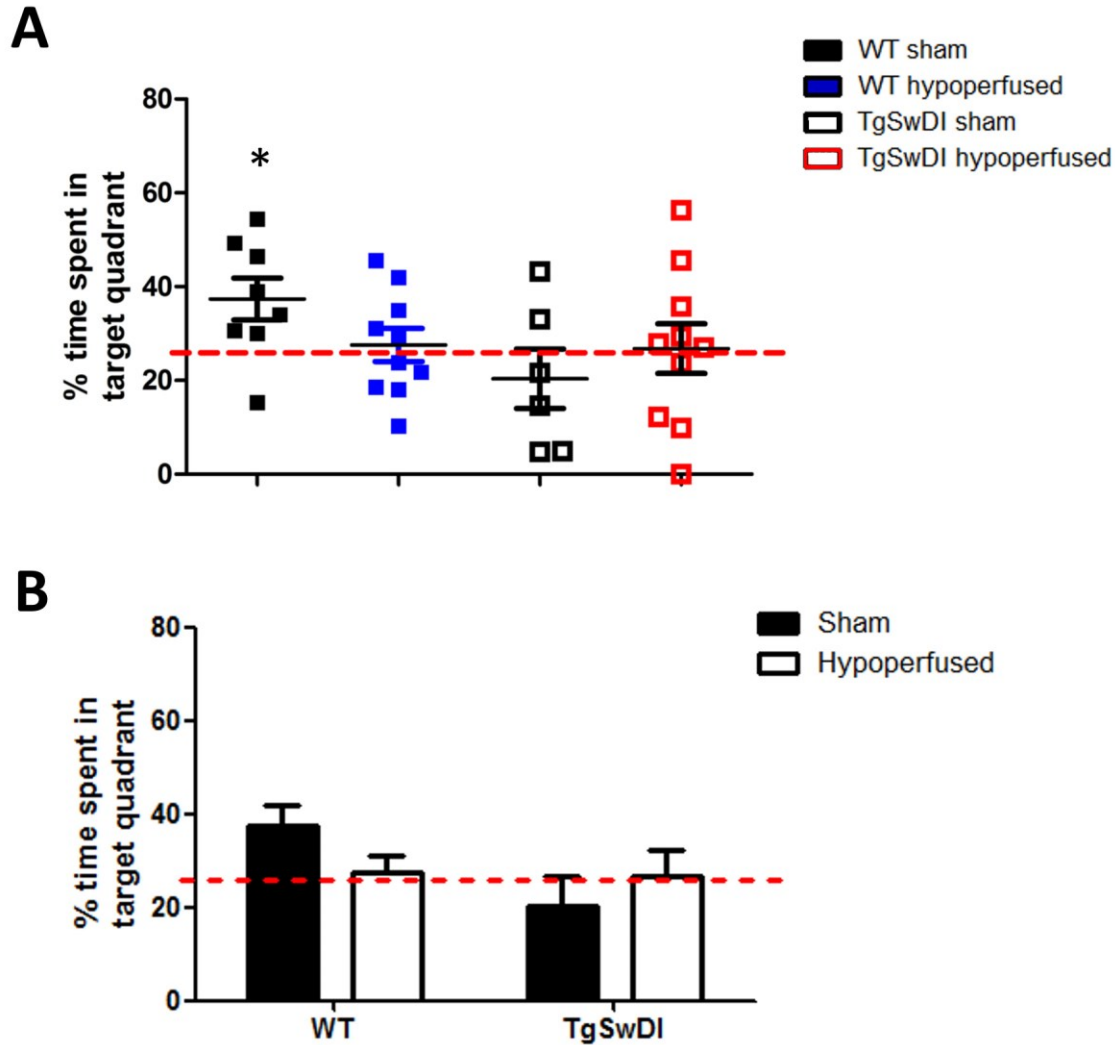 A
WT sham
WT hypoperfused
TgSwDI sham
TgSwDI hypoperfused
80
60
40
20
0
% time spent in
target quadrant
*
B
Sham
Hypoperfused
80
60
40
20
0
% time spent in
target quadrant
WT
TgSwDI